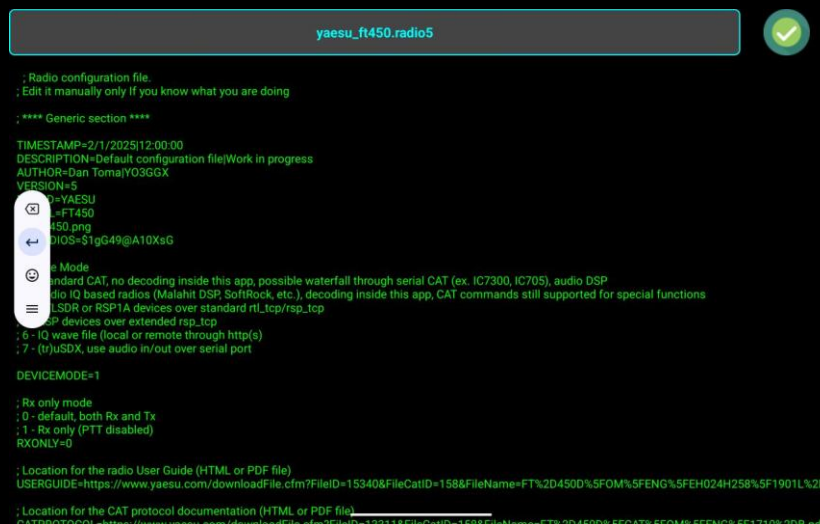 yaesu_ft450.radio5
; Radio configuration file.
; Edit it manually only If you know what you are doing
; **** Generic section ****
TIMESTAMP=2/1/2025|12:00:00
DESCRIPTION=Default configuration file|Work in progress
AUTHOR=Dan Toma|YO3GGX
VERSION=5
D=YAESU
L=FT450
450.png
DIOS=$1gG49@A10XsG
e Mode
andard CAT, no decoding inside this app, possible waterfall through serial CAT (ex. IC7300, IC705), audio DSP
dio IQ based radios (Malahit DSP, SoftRock, etc.), decoding inside this app, CAT commands still supported for special functions
LSDR or RSP1A devices over standard rtl_tcp/rsp_tcp
SP devices over extended rsp_tcp
; 6 - IQ wave file (local or remote through http(s)
; 7 - (tr)uSDX, use audio in/out over serial port
DEVICEMODE=1
; Rx only mode
; 0 - default, both Rx and Tx
; 1 - Rx only (PTT disabled)
RXONLY=0
; Location for the radio User Guide (HTML or PDF file)
USERGUIDE=https://www.yaesu.com/downloadFile.cfm?FileID=15340&FileCatID=158&FileName=FT%2D450D%5FOM%5FENG%5FEH024H258%5F1901L%2
; Location for the CAT protocol documentation (HTML or PDF file)